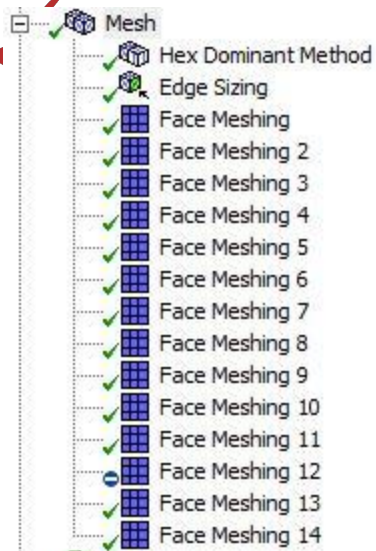 Mesh
Hex Dominant Method
Edge Sizing
Face Meshing
Face Meshing 2
Face Meshing 3
Face Meshing 4
Face Meshing 5
Face Meshing 6
Face Meshing 7
Face Meshing 8
Face Meshing 9
Face Meshing 10
Face Meshing 11
Face Meshing 12
Face Meshing 13
Face Meshing 14